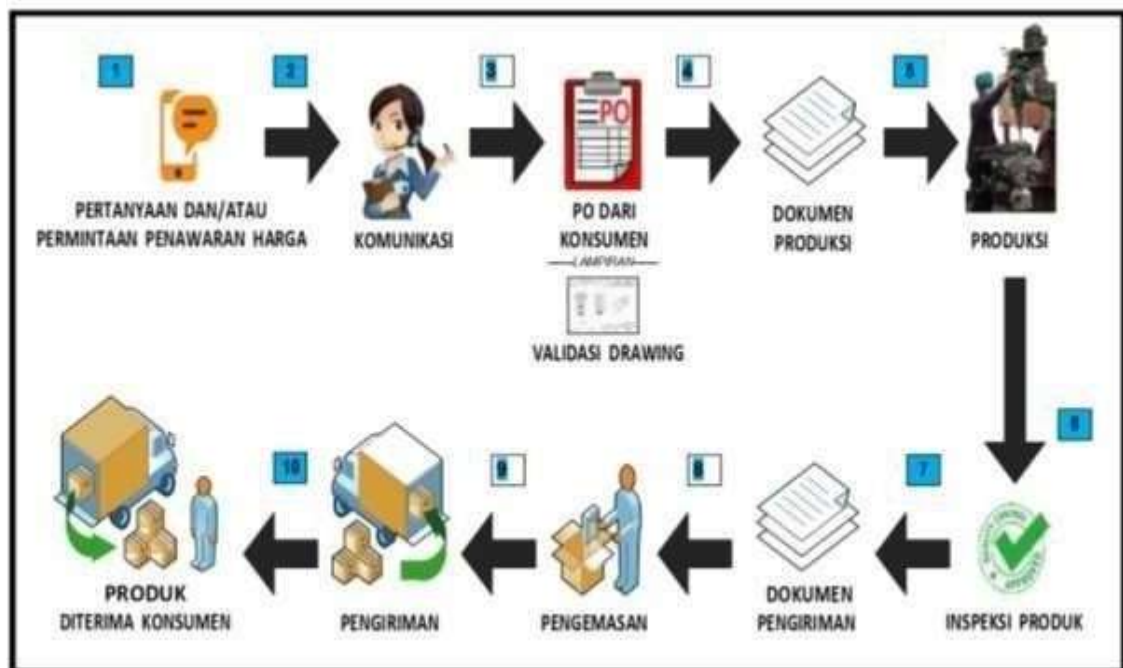 1
2
3
4
5
PO
PERTANYAAN DAN/ATAU
PERMINTAAN PENAWARAN HARGA
KOMUNIKASI
PO DARI
KONSUMEN
LAMPIRAN
VALIDASI DRAWING
DOKUMEN
PRODUKSI
PRODUKSI
6
7
8
9
10
APPROVED
INSPEKSI PRODUK
DOKUMEN
PENGIRIMAN
PENGEMASAN
PENGIRIMAN
PRODUK
DITERIMA KONSUMEN